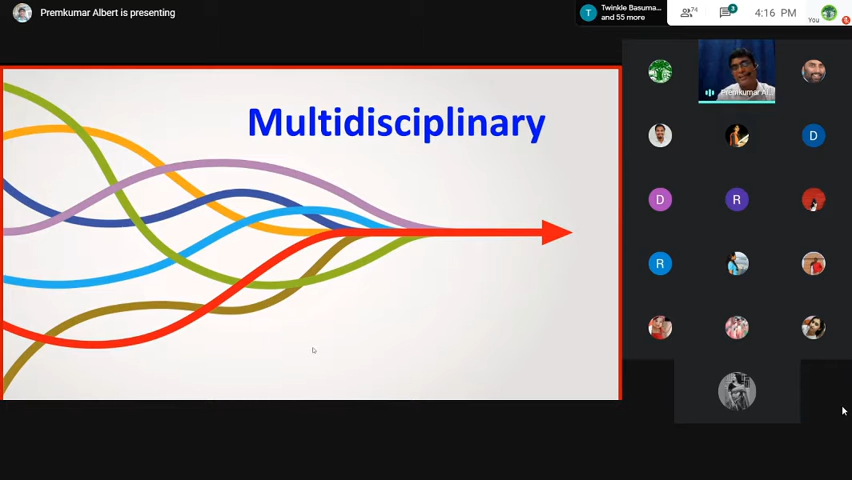 Premkumar Albert is presenting
T
Twinkle Basuma...
and 55 more
74
3
4:16 PM
You
Multidisciplinary
Premkumar Al...
D
D
R
R